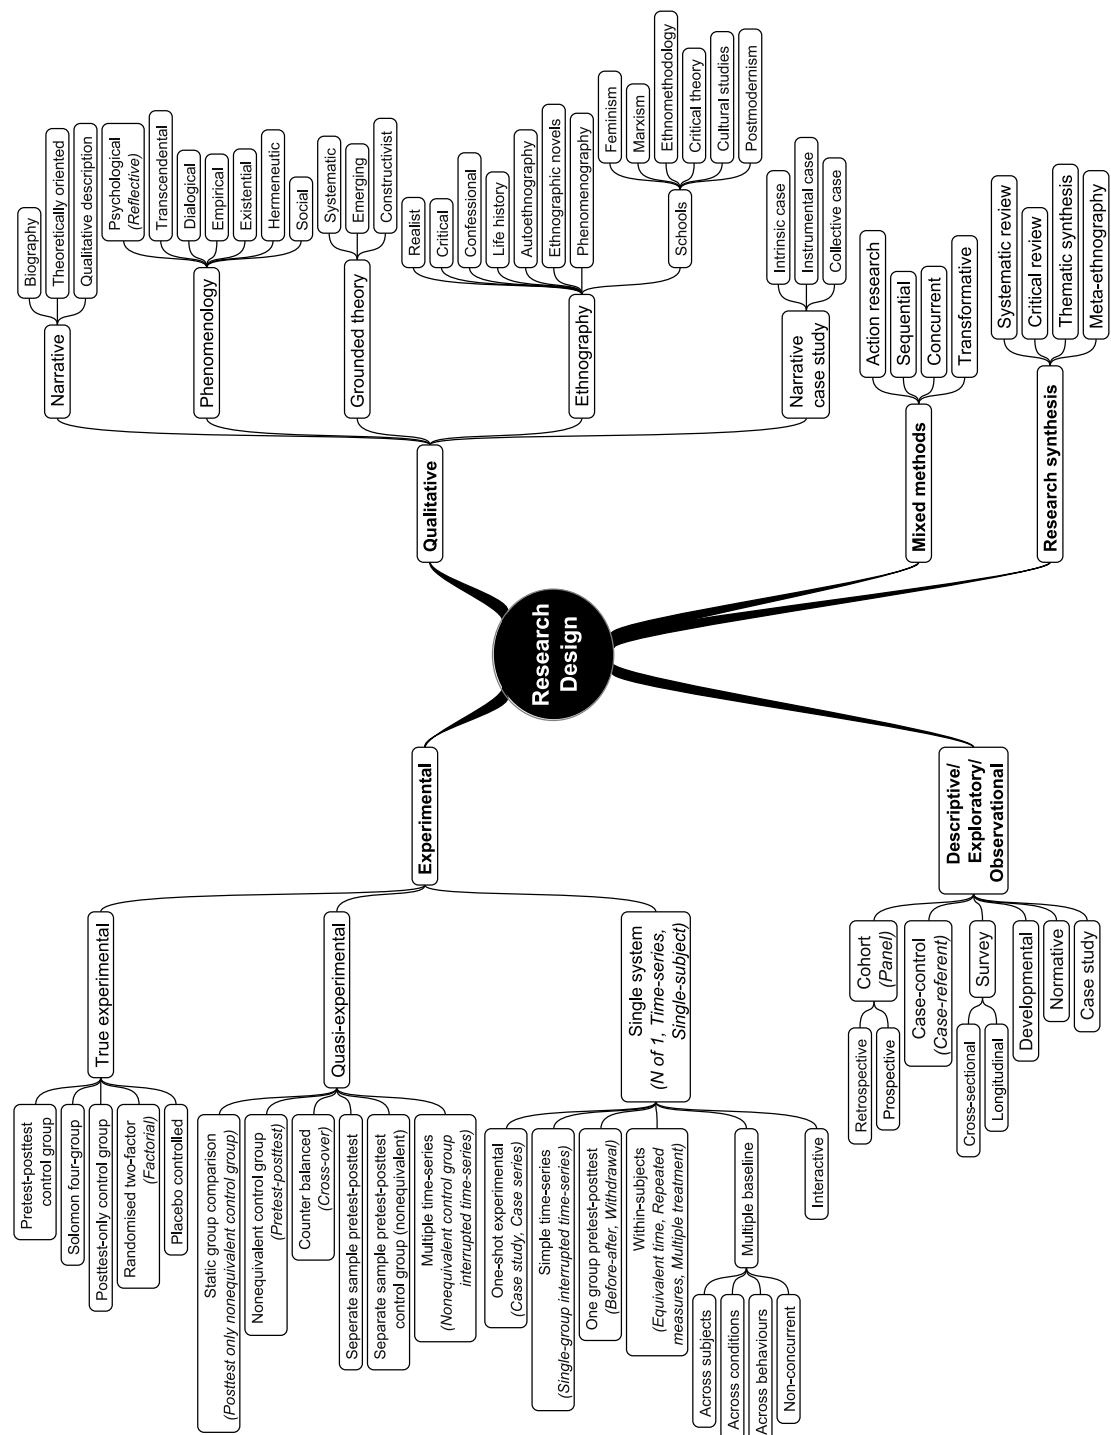 Research
Design
Experimental
True experimental
Pretest-posttest
control group
Solomon four-group
Posttest-only control group
Randomised two-factor
(Factorial)
Placebo controlled
Quasi-experimental
Static group comparison
(Posttest only nonequivalent control group)
Nonequivalent control group
(Pretest-posttest)
Counter balanced
(Cross-over)
Seperate sample pretest-posttest
Separate sample pretest-posttest
control group (nonequivalent)
Multiple time-series
(Nonequivalent control group
interrupted time-series)
Single system
(N of 1, Time-series,
Single-subject)
One-shot experimental
(Case study, Case series)
Simple time-series
(Single-group interrupted time-series)
One group pretest-posttest
(Before-after, Withdrawal)
Within-subjects
(Equivalent time, Repeated
measures, Multiple treatment)
Multiple baseline
Across subjects
Across conditions
Across behaviours
Non-concurrent
Interactive
Descriptive/
Exploratory/
Observational
Cohort
(Panel)
Retrospective
Prospective
Case-control
(Case-referent)
Survey
Cross-sectional
Longitudinal
Developmental
Normative
Case study
Qualitative
Narrative
Biography
Theoretically oriented
Qualitative description
Phenomenology
Psychological
(Reflective)
Transcendental
Dialogical
Empirical
Existential
Hermeneutic
Social
Grounded theory
Systematic
Emerging
Constructivist
Ethnography
Realist
Critical
Confessional
Life history
Autoethnography
Ethnographic novels
Phenomenography
Schools
Feminism
Marxism
Ethnomethodology
Critical theory
Cultural studies
Postmodernism
Narrative
case study
Intrinsic case
Instrumental case
Collective case
Mixed methods
Action research
Sequential
Concurrent
Transformative
Research synthesis
Systematic review
Critical review
Thematic synthesis
Meta-ethnography